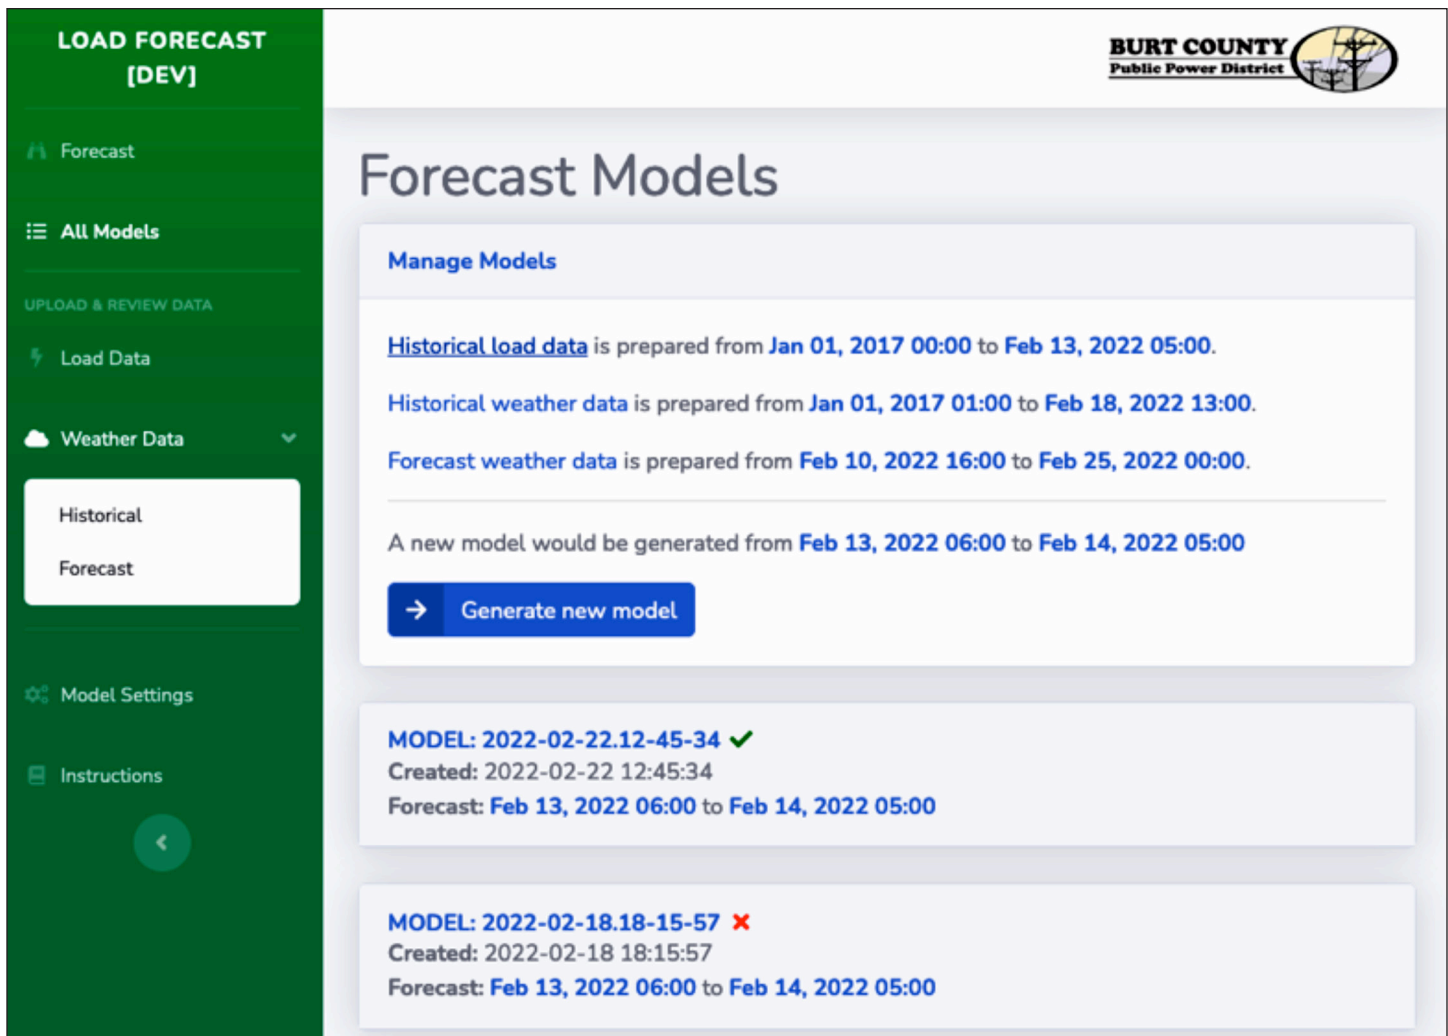 LOAD FORECAST
[DEV]
Forecast
All Models
UPLOAD & REVIEW DATA
Load Data
Weather Data
Historical
Forecast
Model Settings
Instructions
BURT COUNTY
Public Power District
Forecast Models
Manage Models
Historical load data is prepared from Jan 01, 2017 00:00 to Feb 13, 2022 05:00.
Historical weather data is prepared from Jan 01, 2017 01:00 to Feb 18, 2022 13:00.
Forecast weather data is prepared from Feb 10, 2022 16:00 to Feb 25, 2022 00:00.
A new model would be generated from Feb 13, 2022 06:00 to Feb 14, 2022 05:00
Generate new model
MODEL: 2022-02-22.12-45-34
Created: 2022-02-22 12:45:34
Forecast: Feb 13, 2022 06:00 to Feb 14, 2022 05:00
MODEL: 2022-02-18.18-15-57
Created: 2022-02-18 18:15:57
Forecast: Feb 13, 2022 06:00 to Feb 14, 2022 05:00